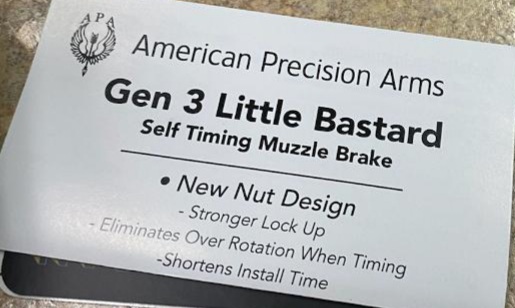 APA
American Precision Arms
Gen 3 Little Bastard
Self Timing Muzzle Brake
• New Nut Design
- Stronger Lock Up
- Eliminates Over Rotation When Timing
-Shortens Install Time